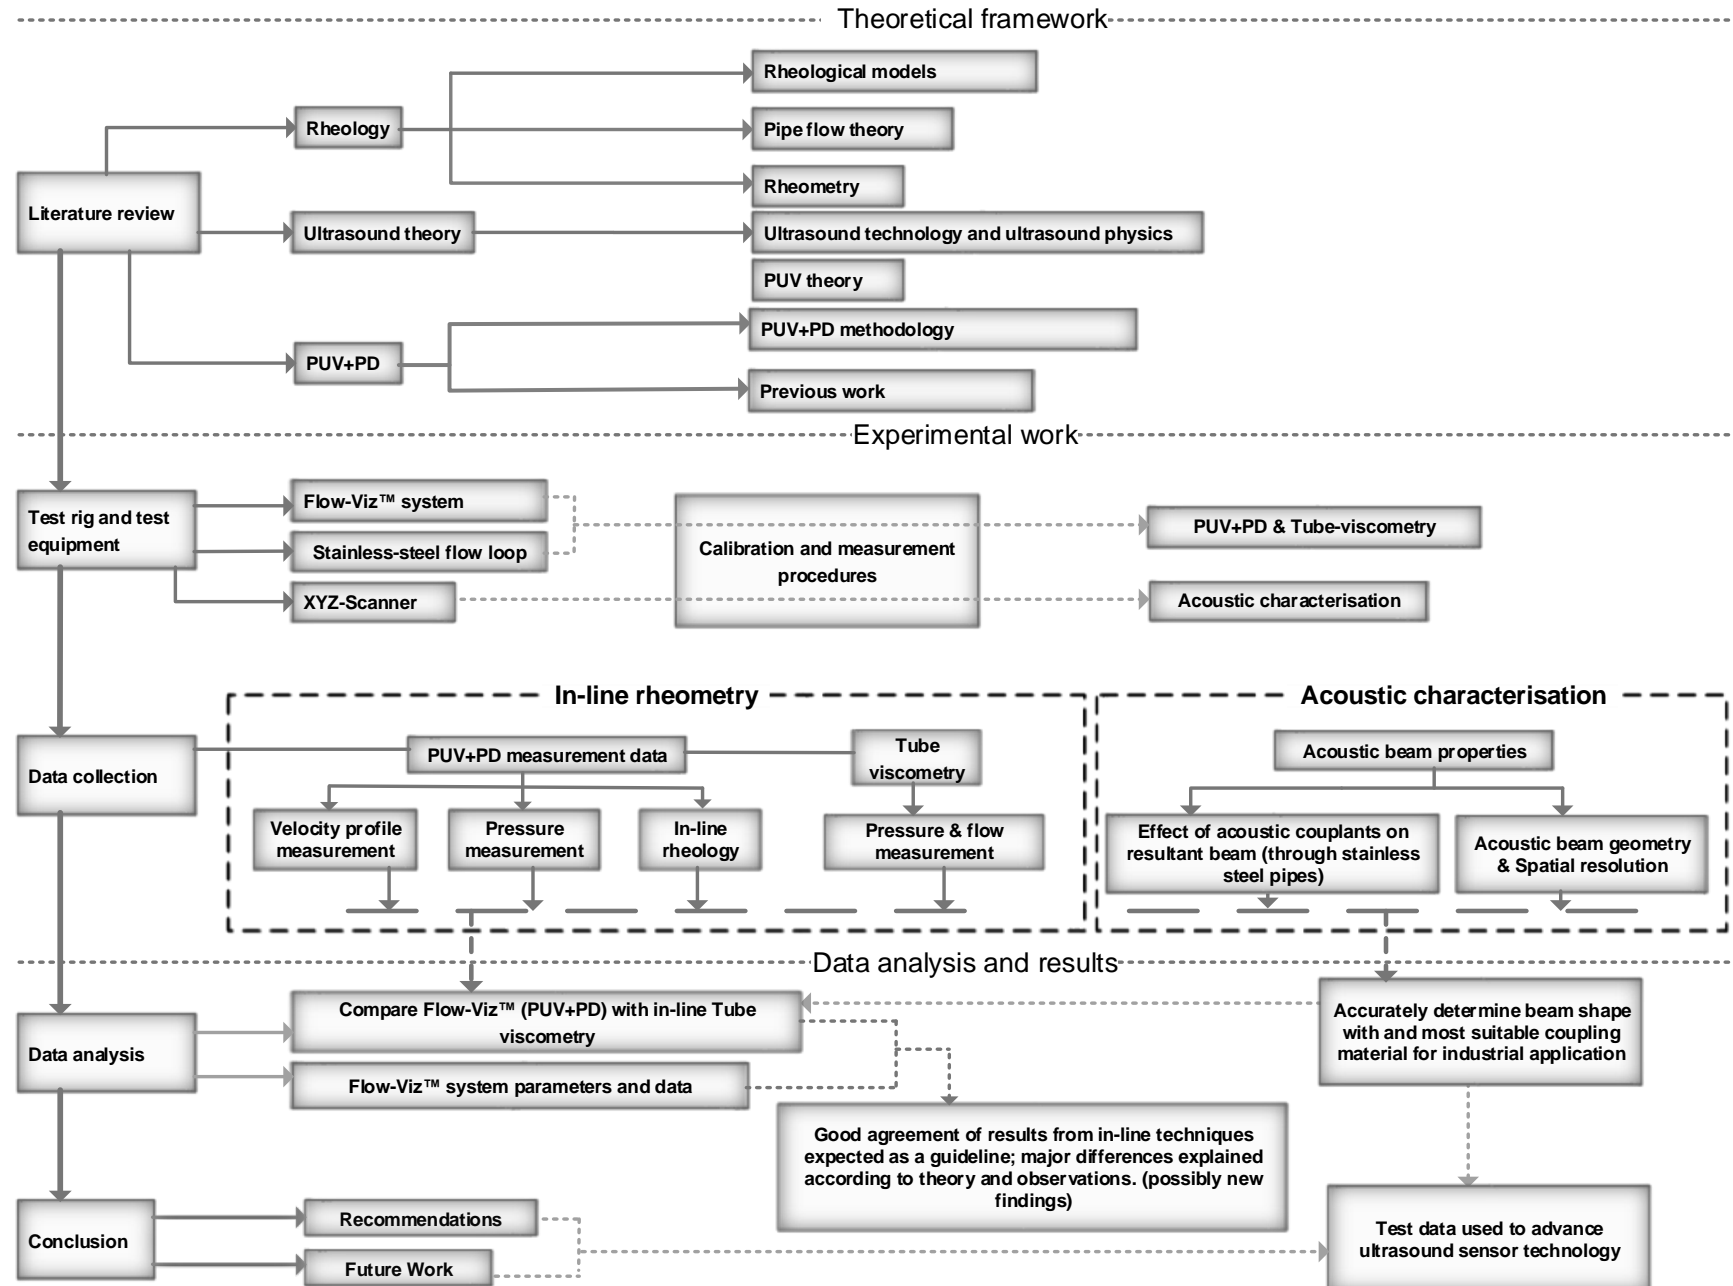 Theoretical framework
Rheological models
Rheology
Pipe flow theory
Rheometry
Literature review
Ultrasound theory
Ultrasound technology and ultrasound physics
PUV theory
PUV+PD methodology
PUV+PD
Previous work
Experimental work
Flow-Viz™ system
Test rig and test
equipment
Stainless-steel flow loop
XYZ-Scanner
Calibration and measurement
procedures
PUV+PD & Tube-viscometry
Acoustic characterisation
In-line rheometry
Acoustic characterisation
Data collection
PUV+PD measurement data
Tube
viscometry
Acoustic beam properties
Velocity profile
measurement
Pressure
measurement
In-line
rheology
Pressure & flow
measurement
Effect of acoustic couplants on
resultant beam (through stainless
steel pipes)
Acoustic beam geometry
& Spatial resolution
Data analysis and results
Data analysis
Compare Flow-Viz™ (PUV+PD) with in-line Tube
viscometry
Flow-Viz™ system parameters and data
Accurately determine beam shape
with and most suitable coupling
material for industrial application
Good agreement of results from in-line techniques
expected as a guideline; major differences explained
according to theory and observations. (possibly new
findings)
Conclusion
Recommendations
Future Work
Test data used to advance
ultrasound sensor technology